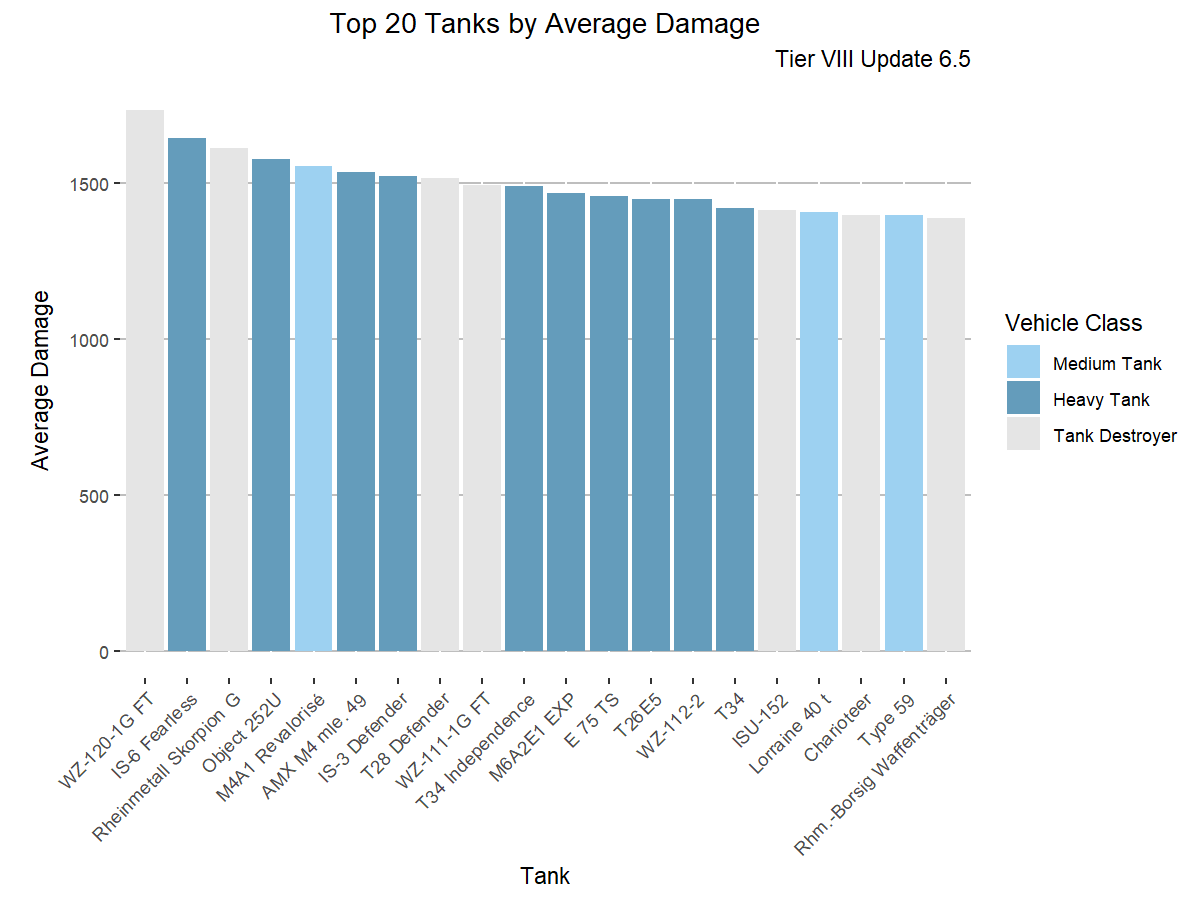 Top 20 Tanks by Average Damage
Tier VIII Update 6.5
Average Damage
1500
1000
500
0
WZ-120-1G FT
IS-6 Fearless
Rheinmetall Skorpion G
Object 252U
M4A1 Revalorisé
AMX M4 mle. 49
IS-3 Defender
T28 Defender
WZ-111-1G FT
T34 Independence
M6A2E1 EXP
E 75 TS
T26E5
WZ-112-2
T34
ISU-152
Lorraine 40 t
Charioteer
Type 59
Rhm.-Borsig Waffenträger
Tank
Vehicle Class
Medium Tank
Heavy Tank
Tank Destroyer